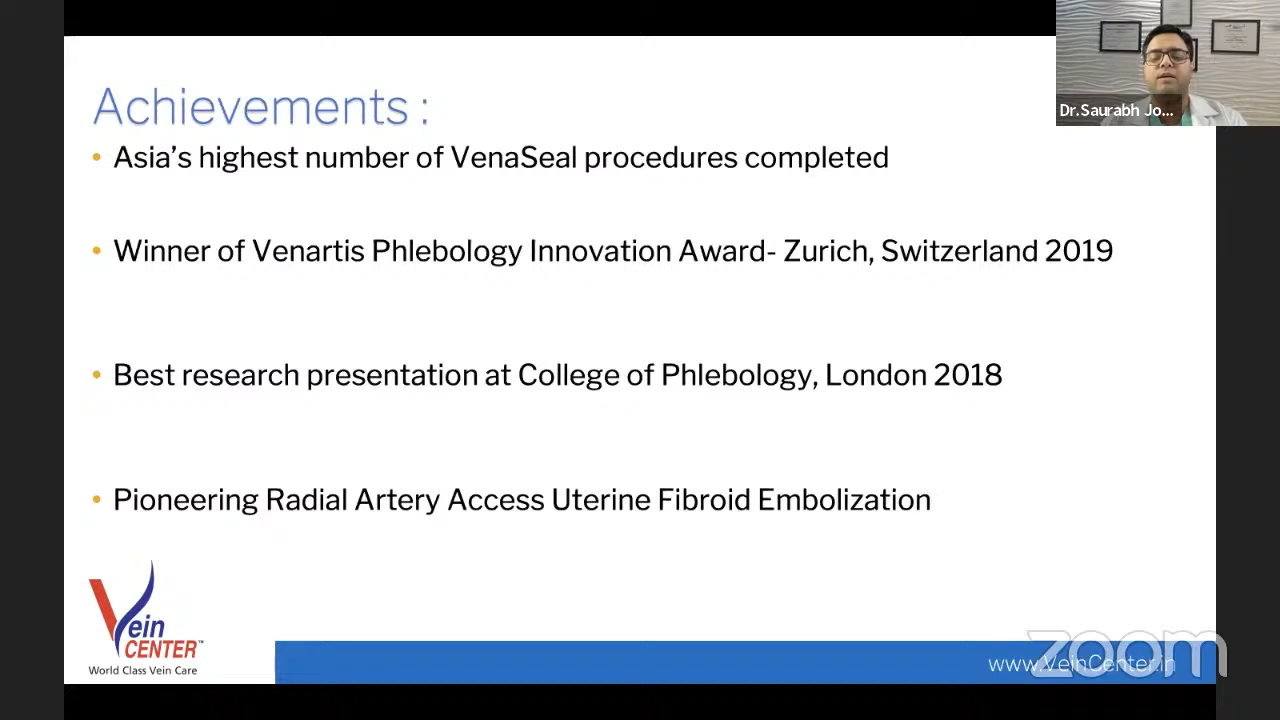 Achievements :
• Asia's highest number of VenaSeal procedures completed
• Winner of Venartis Phlebology Innovation Award- Zurich, Switzerland 2019
• Best research presentation at College of Phlebology, London 2018
• Pioneering Radial Artery Access Uterine Fibroid Embolization
Vein
CENTER™
World Class Vein Care
www.VeinCenter.in
zoom
Dr.Saurabh Jo...